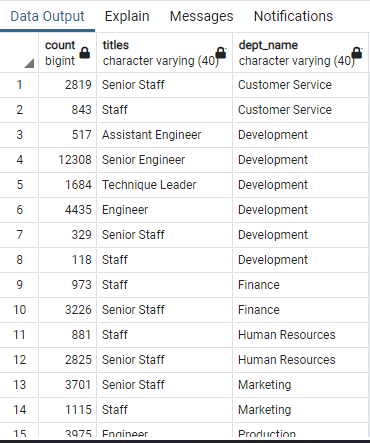 Data Output Explain Messages Notifications
count titles dept_name
bigint character varying (40) character varying (40)
1 2819 Senior Staff Customer Service
2 843 Staff Customer Service
3 517 Assistant Engineer Development
4 12308 Senior Engineer Development
5 1684 Technique Leader Development
6 4435 Engineer Development
7 329 Senior Staff Development
8 118 Staff Development
9 973 Staff Finance
10 3226 Senior Staff Finance
11 881 Staff Human Resources
12 2825 Senior Staff Human Resources
13 3701 Senior Staff Marketing
14 1115 Staff Marketing
15 3975 Engineer Production